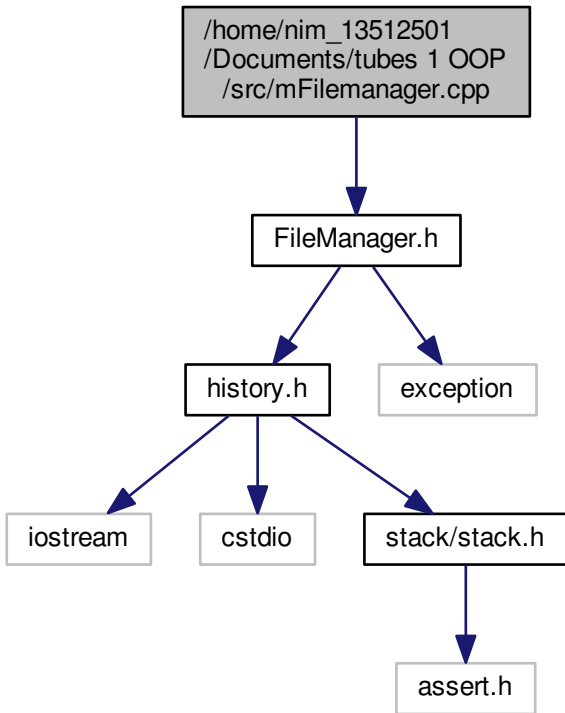 /home/nim_13512501
/Documents/tubes 1 OOP
/src/mFilemanager.cpp
FileManager.h
history.h
exception
iostream
cstdio
stack/stack.h
assert.h